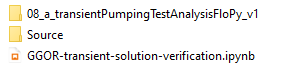 08_a_transientPumpingTestAnalysisFloPy_v1
Source
GGOR-transient-solution-verification.ipynb